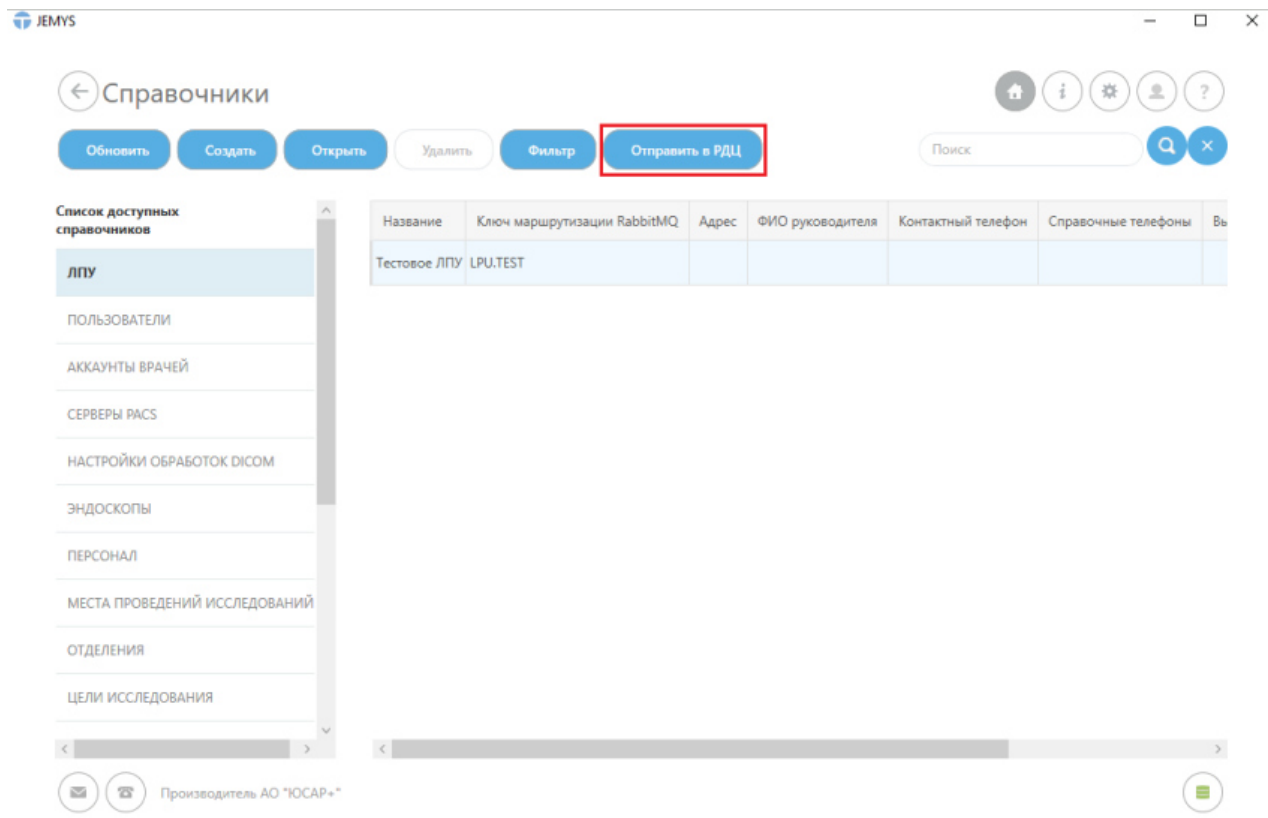 JEMYS
Справочники
Обновить Создать Открыть Удалить Фильтр Отправить в РДЦ Поиск
Список доступных
справочников
ЛПУ
ПОЛЬЗОВАТЕЛИ
АККАУНТЫ ВРАЧЕЙ
СЕРВЕРЫ PACS
НАСТРОЙКИ ОБРАБОТОК DICOM
ЭНДОСКОПЫ
ПЕРСОНАЛ
МЕСТА ПРОВЕДЕНИЙ ИССЛЕДОВАНИЙ
ОТДЕЛЕНИЯ
ЦЕЛИ ИССЛЕДОВАНИЯ
Название Ключ маршрутизации RabbitMQ Адрес ФИО руководителя Контактный телефон Справочные телефоны Вы
Тестовое ЛПУ LPU.TEST
Производитель АО "ЮСАР+"